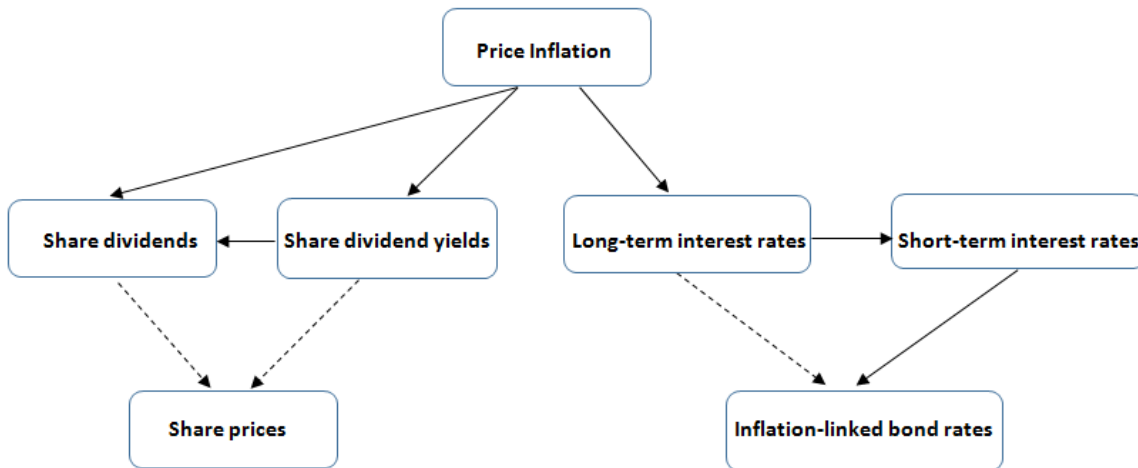 Price Inflation
Share dividends
Share dividend yields
Long-term interest rates
Short-term interest rates
Share prices
Inflation-linked bond rates